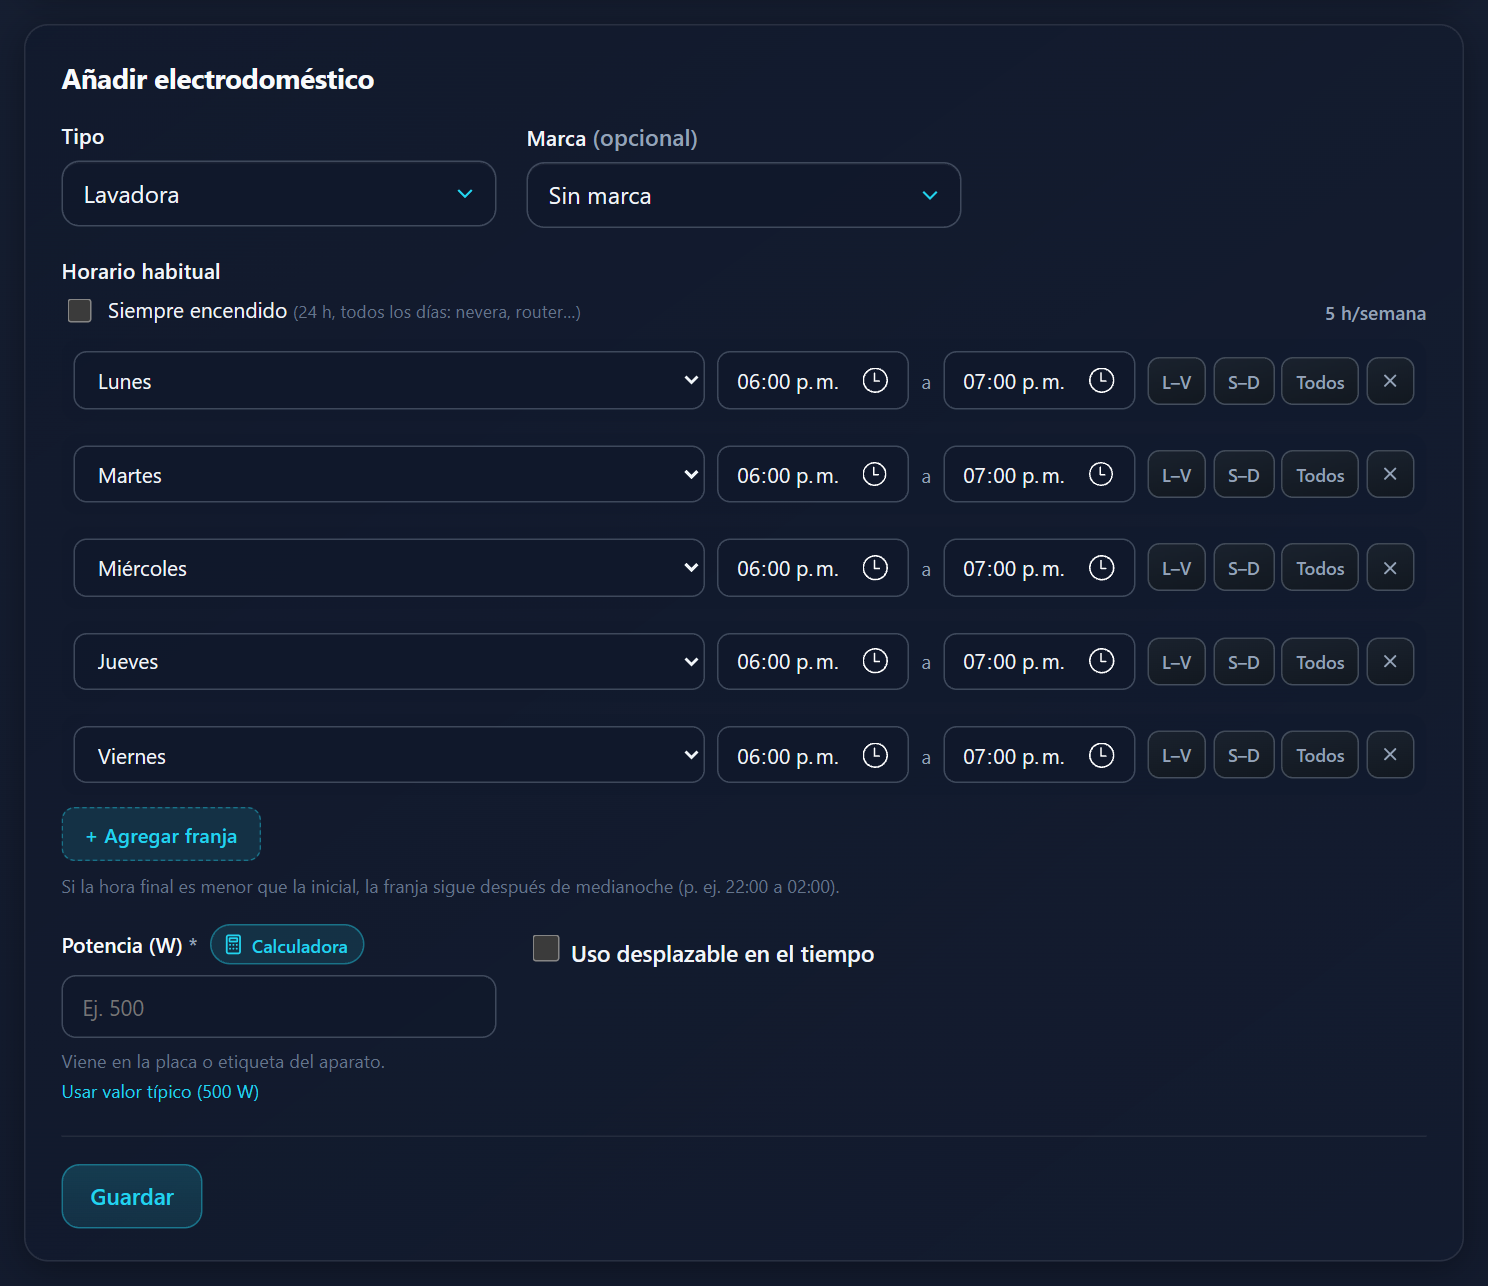 Añadir electrodoméstico
Tipo
Marca (opcional)
Lavadora
Sin marca
Horario habitual
Siempre encendido (24 h, todos los días: nevera, router...)
5 h/semana
Lunes 06:00 p. m. a 07:00 p. m. L–V S–D Todos ×
Martes 06:00 p. m. a 07:00 p. m. L–V S–D Todos ×
Miércoles 06:00 p. m. a 07:00 p. m. L–V S–D Todos ×
Jueves 06:00 p. m. a 07:00 p. m. L–V S–D Todos ×
Viernes 06:00 p. m. a 07:00 p. m. L–V S–D Todos ×
+ Agregar franja
Si la hora final es menor que la inicial, la franja sigue después de medianoche (p. ej. 22:00 a 02:00).
Potencia (W) * Calculadora
Uso desplazable en el tiempo
Ej. 500
Viene en la placa o etiqueta del aparato.
Usar valor típico (500 W)
Guardar